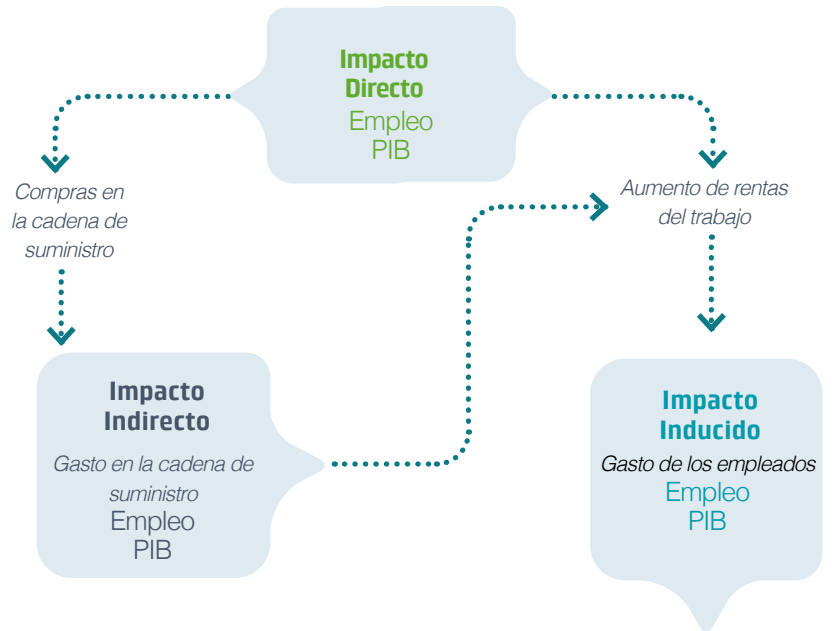 Impacto
Directo
Empleo
PIB
Compras en
la cadena de
suministro
Aumento de rentas
del trabajo
Impacto
Indirecto
Gasto en la cadena de
suministro
Empleo
PIB
Impacto
Inducido
Gasto de los empleados
Empleo
PIB